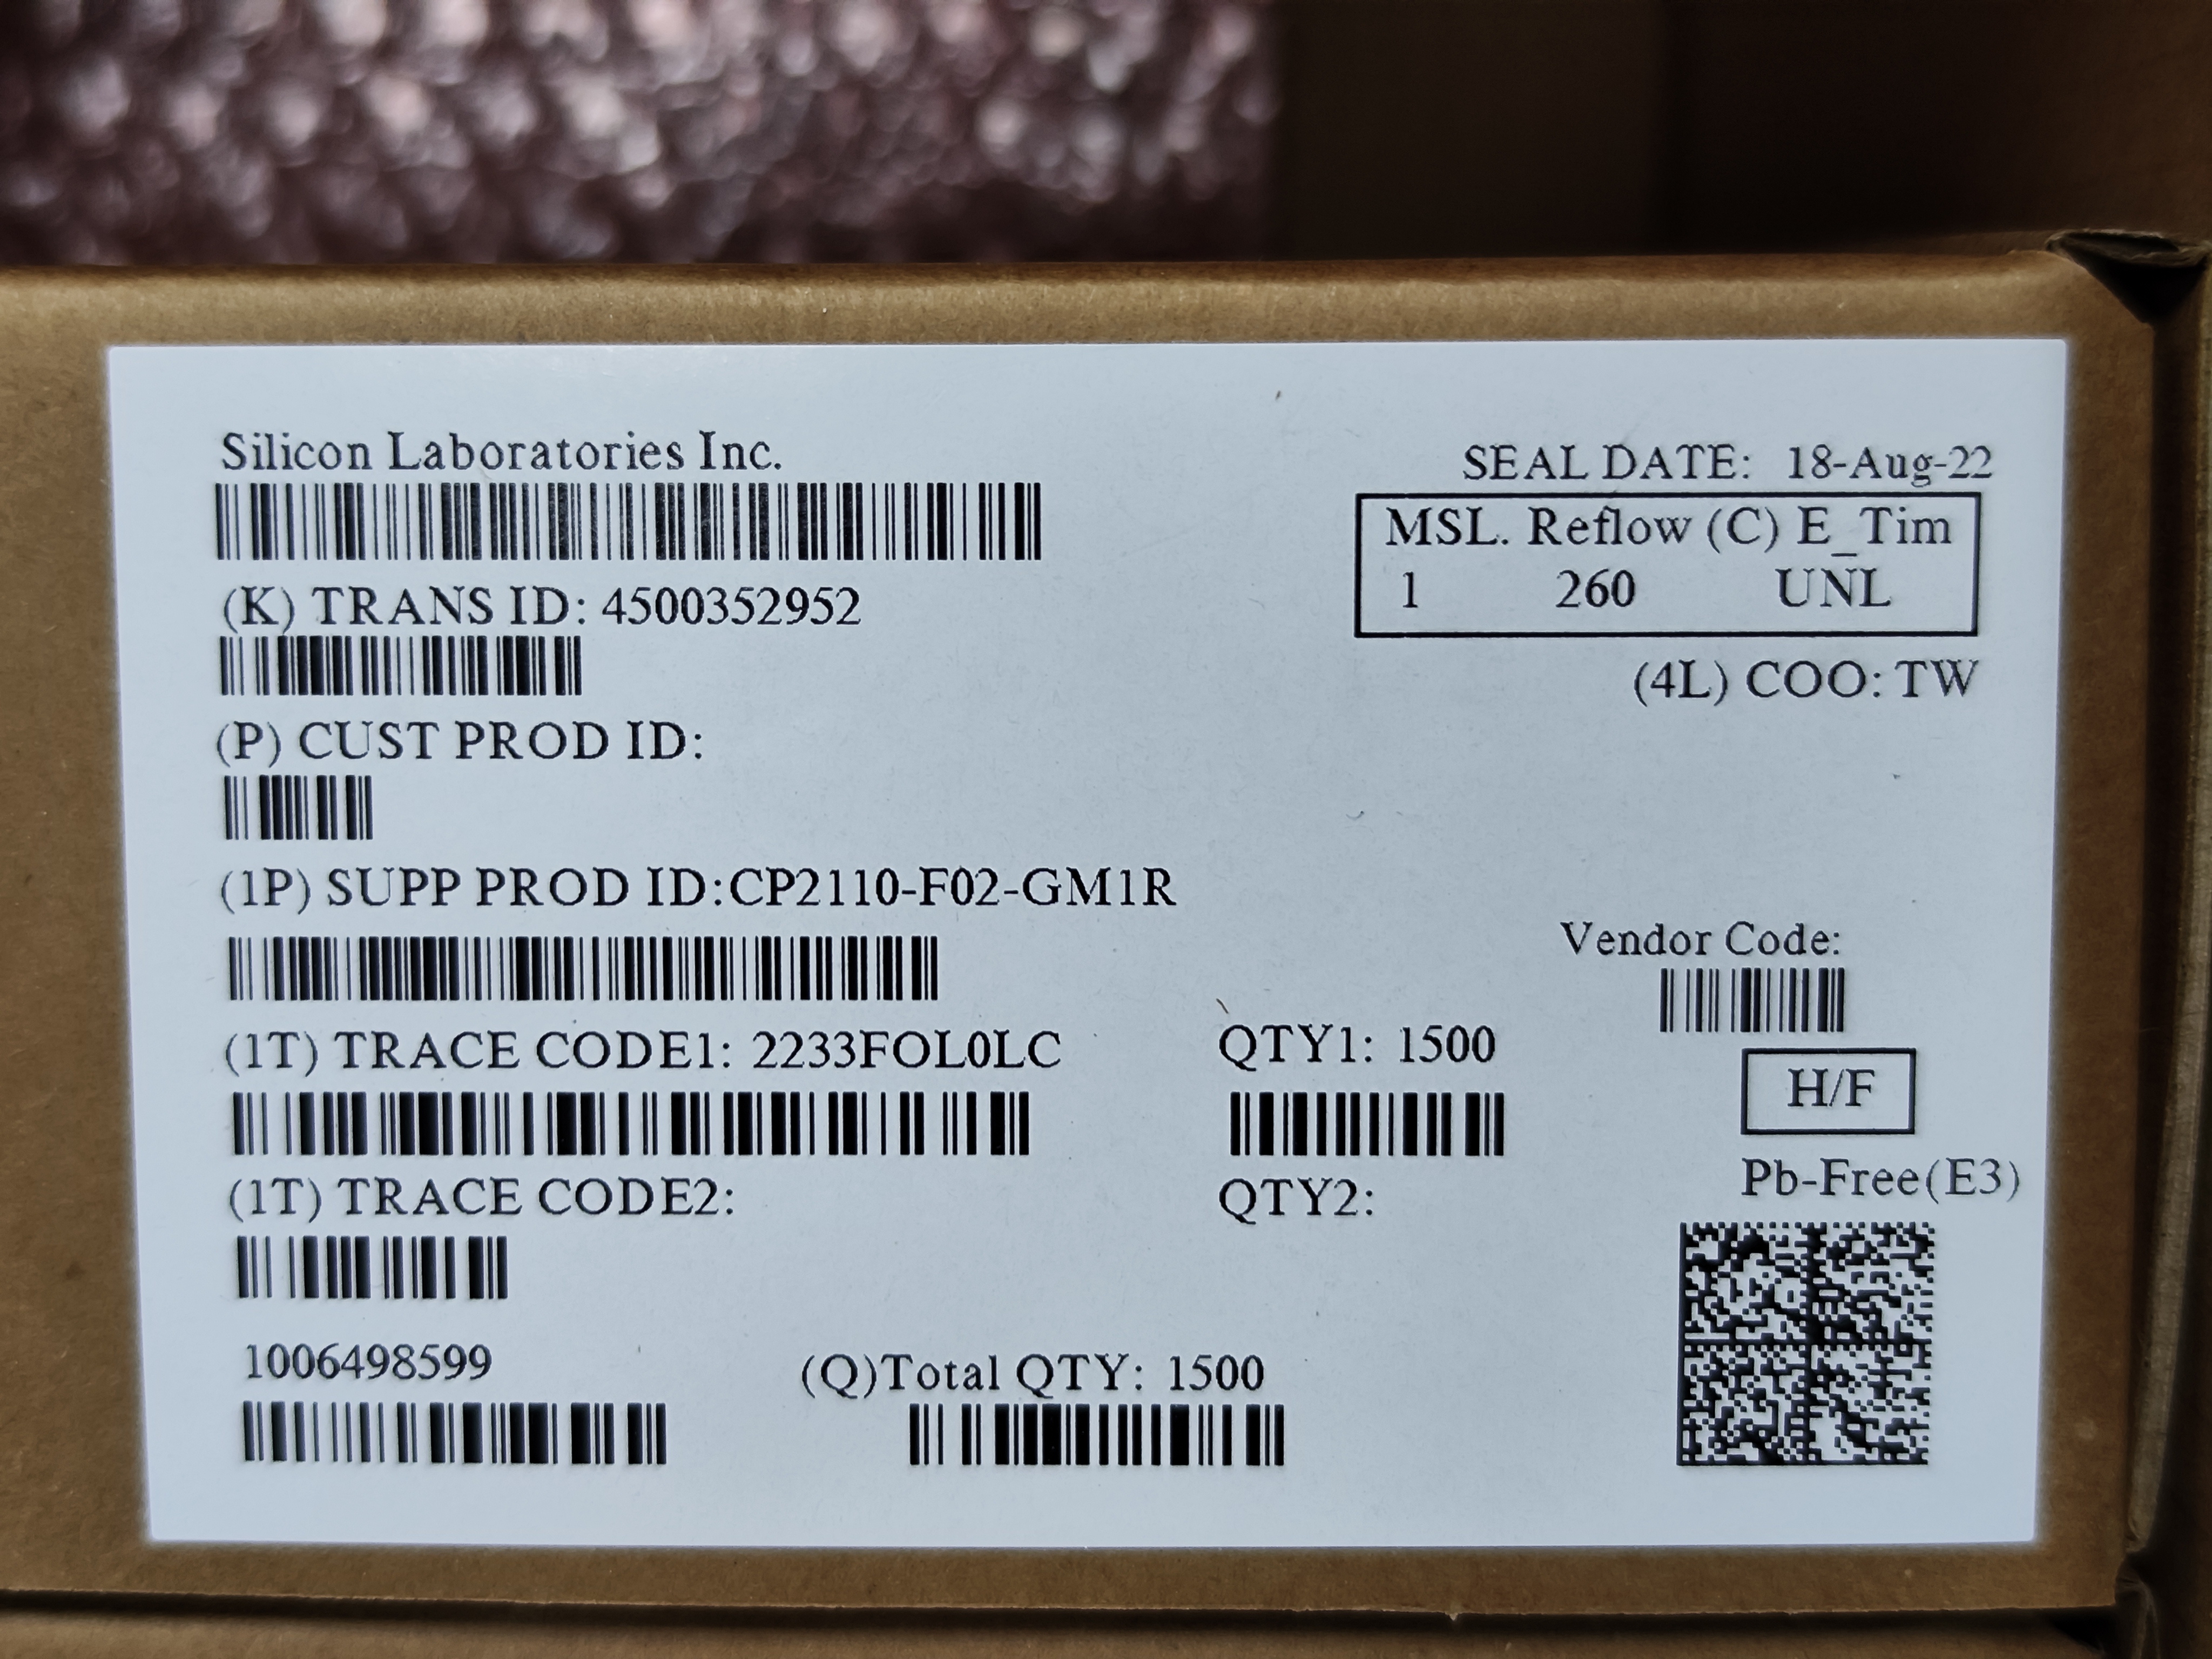 Silicon Laboratories Inc.
SEAL DATE: 18-Aug-22
MSL. Reflow (C) E_Tim
1 260 UNL
(K) TRANS ID: 4500352952
(4L) COO: TW
(P) CUST PROD ID:
(1P) SUPP PROD ID:CP2110-F02-GM1R
Vendor Code:
(1T) TRACE CODE1: 2233FOL0LC
QTY1: 1500
H/F
Pb-Free(E3)
(1T) TRACE CODE2:
QTY2:
1006498599
(Q)Total QTY: 1500